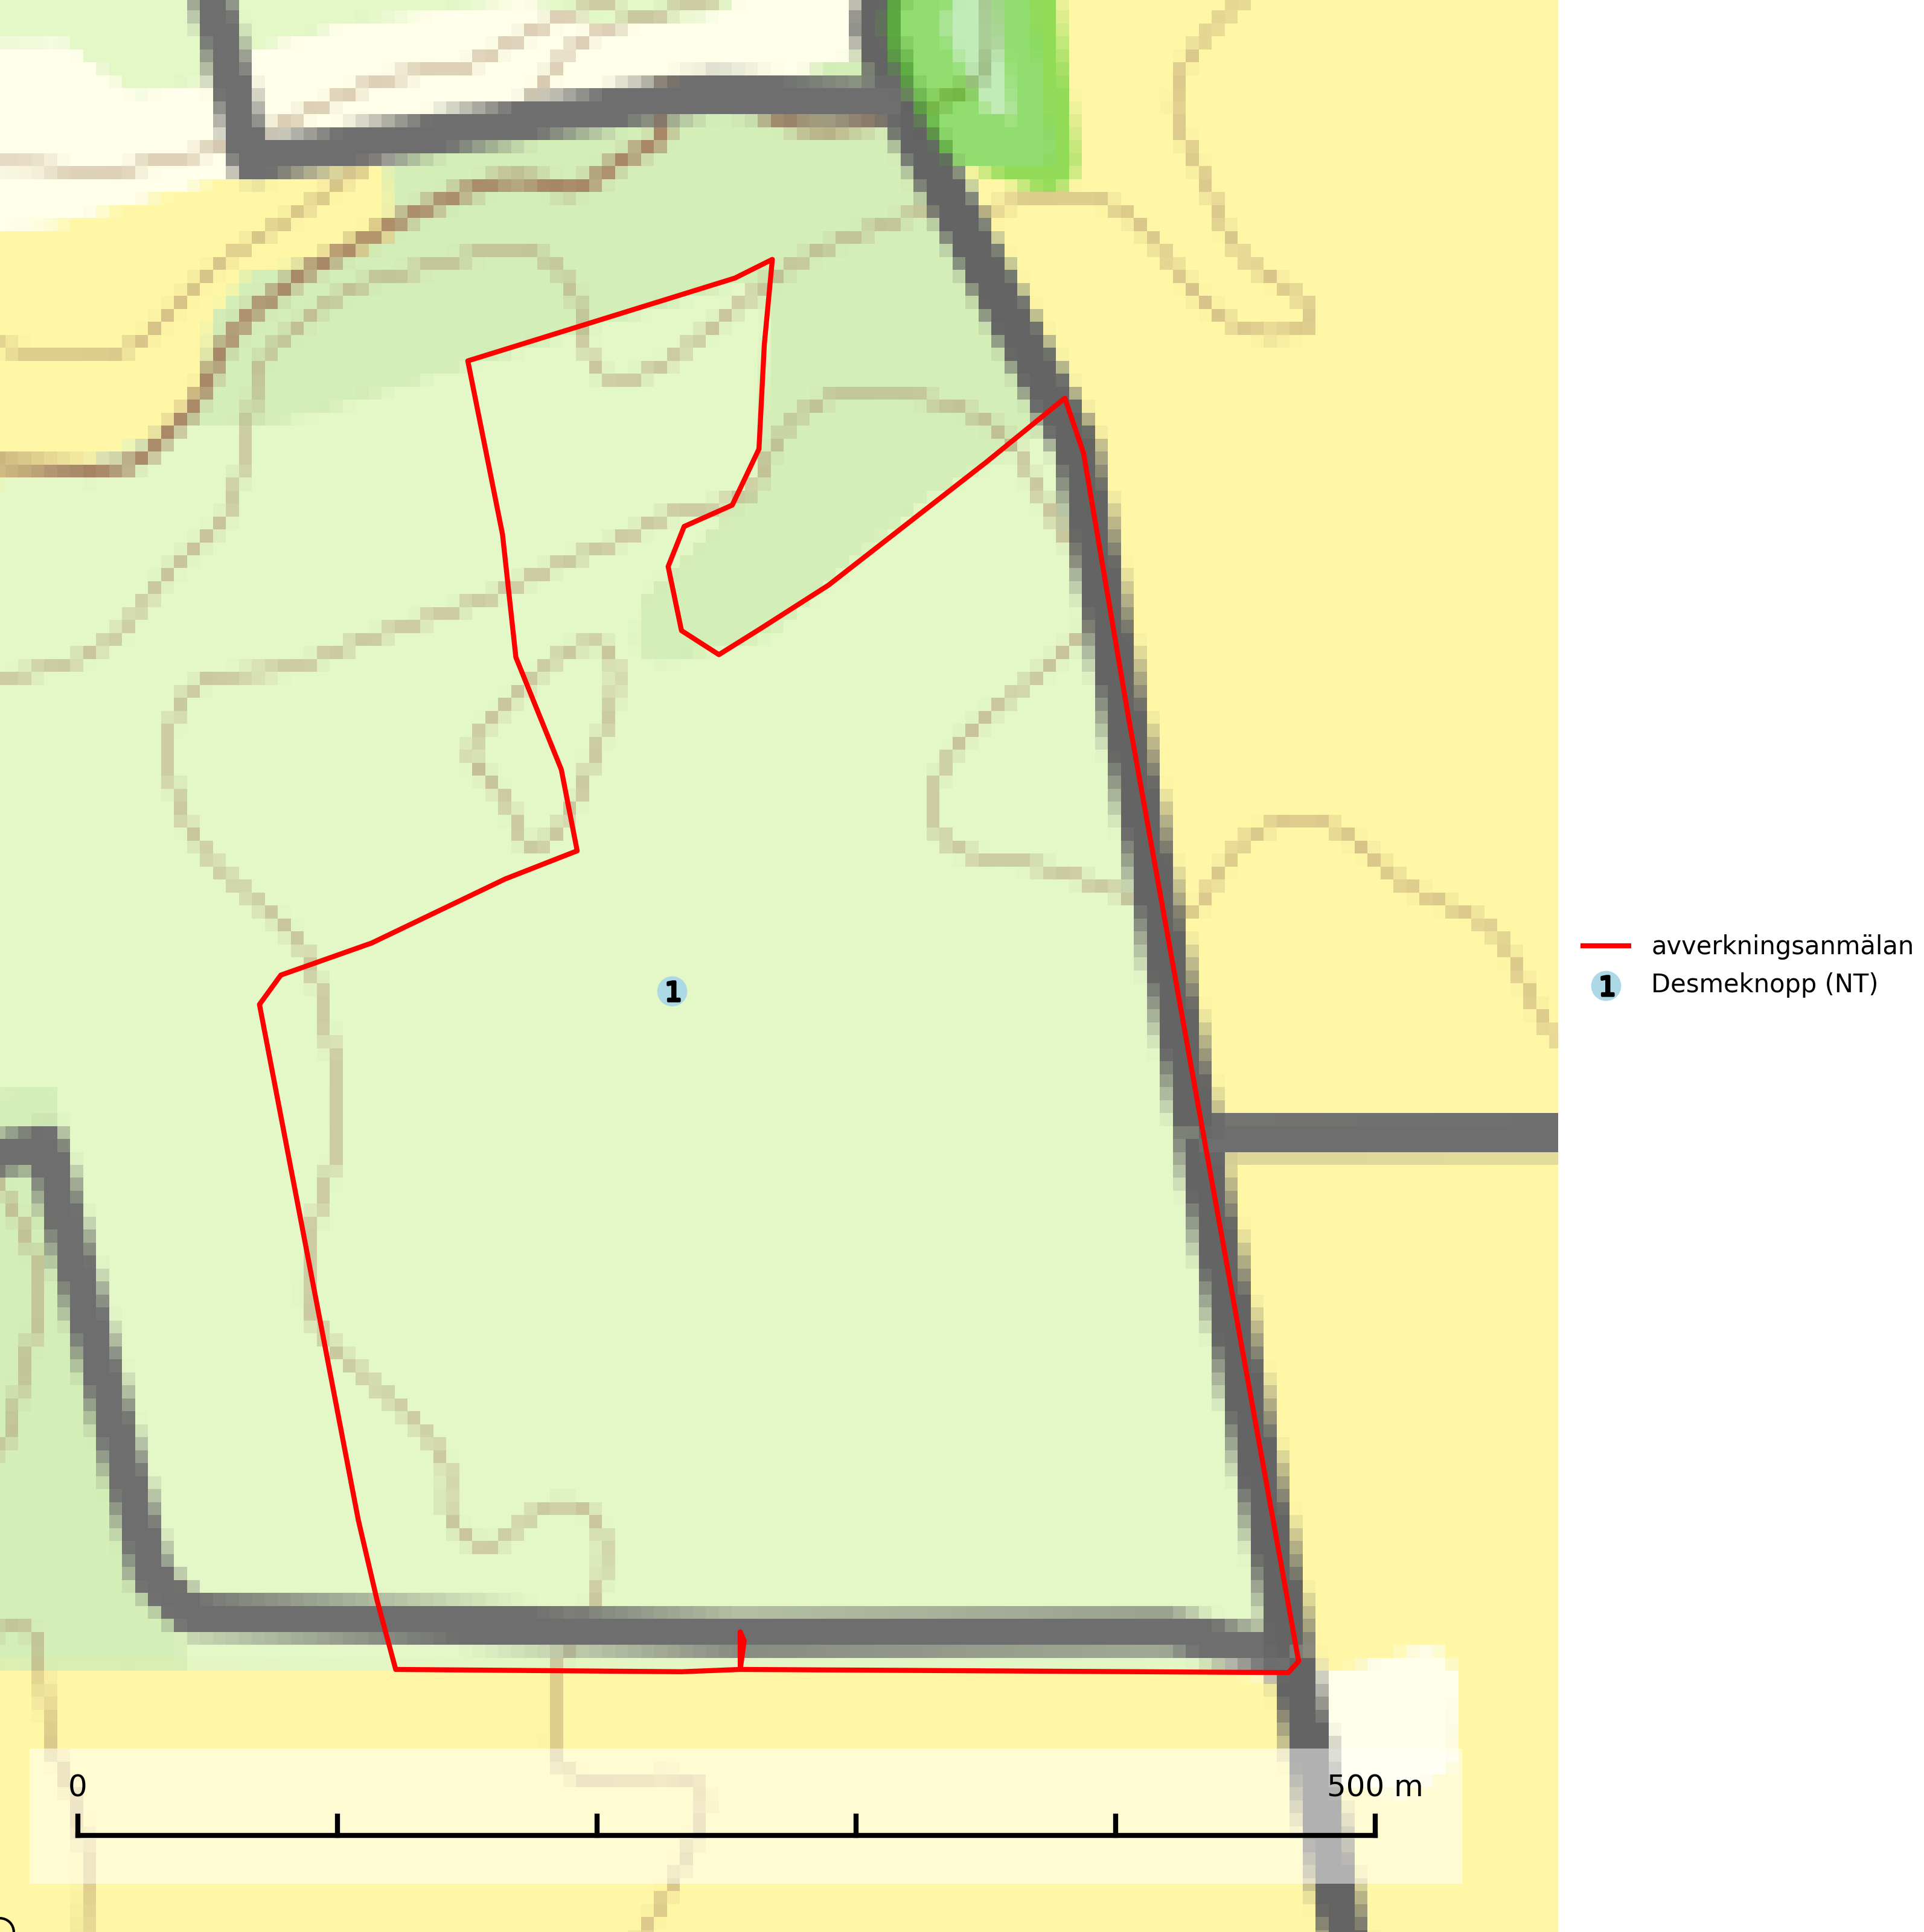 avverkningsanmälan
1 Desmeknopp (NT)
1
0 500 m